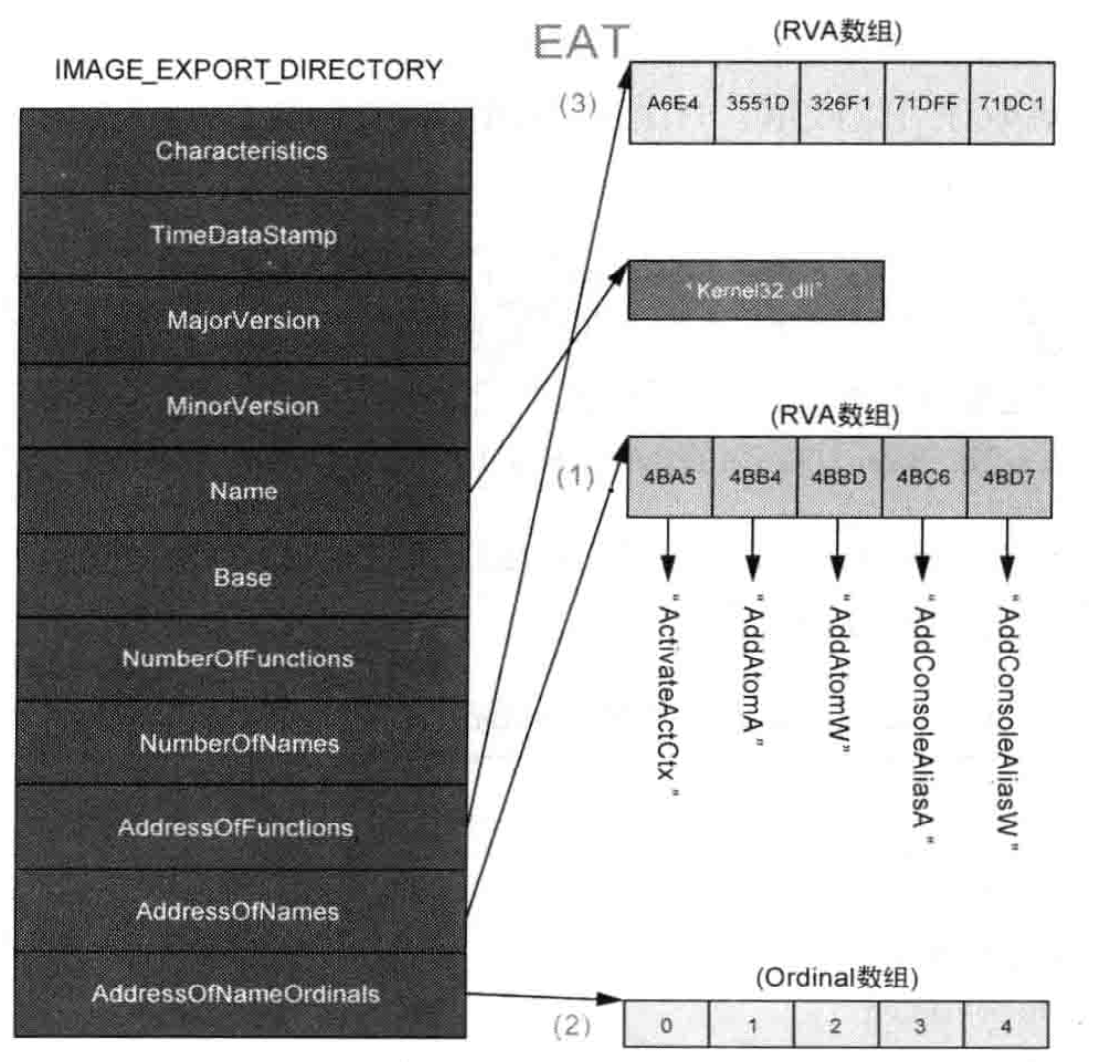 EAT
(RVA数组)
IMAGE_EXPORT_DIRECTORY
(3)
A6E4 3551D 326F1 71DFF 71DC1
Characteristics
TimeDataStamp
MajorVersion
MinorVersion
Name
Base
NumberOfFunctions
NumberOfNames
AddressOfFunctions
AddressOfNames
AddressOfNameOrdinals
"Kernel32 dll"
(RVA数组)
(1)
4BA5 4BB4 4BBD 4BC6 4BD7
"ActivateActCtx"
"AddAtomA"
"AddAtomW"
"AddConsoleAliasA"
"AddConsoleAliasW"
(Ordinal数组)
(2)
0 1 2 3 4